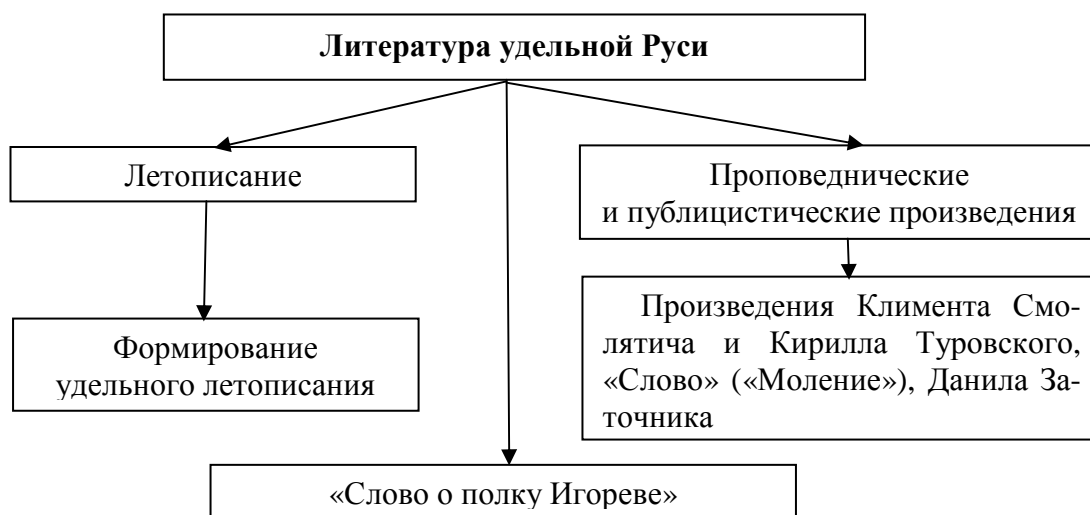 Литература удельной Руси
Летописание
Проповеднические
и публицистические произведения
Формирование
удельного летописания
Произведения Климента Смо-
лятича и Кирилла Туровского,
«Слово» («Моление»), Данила За-
точника
«Слово о полку Игореве»